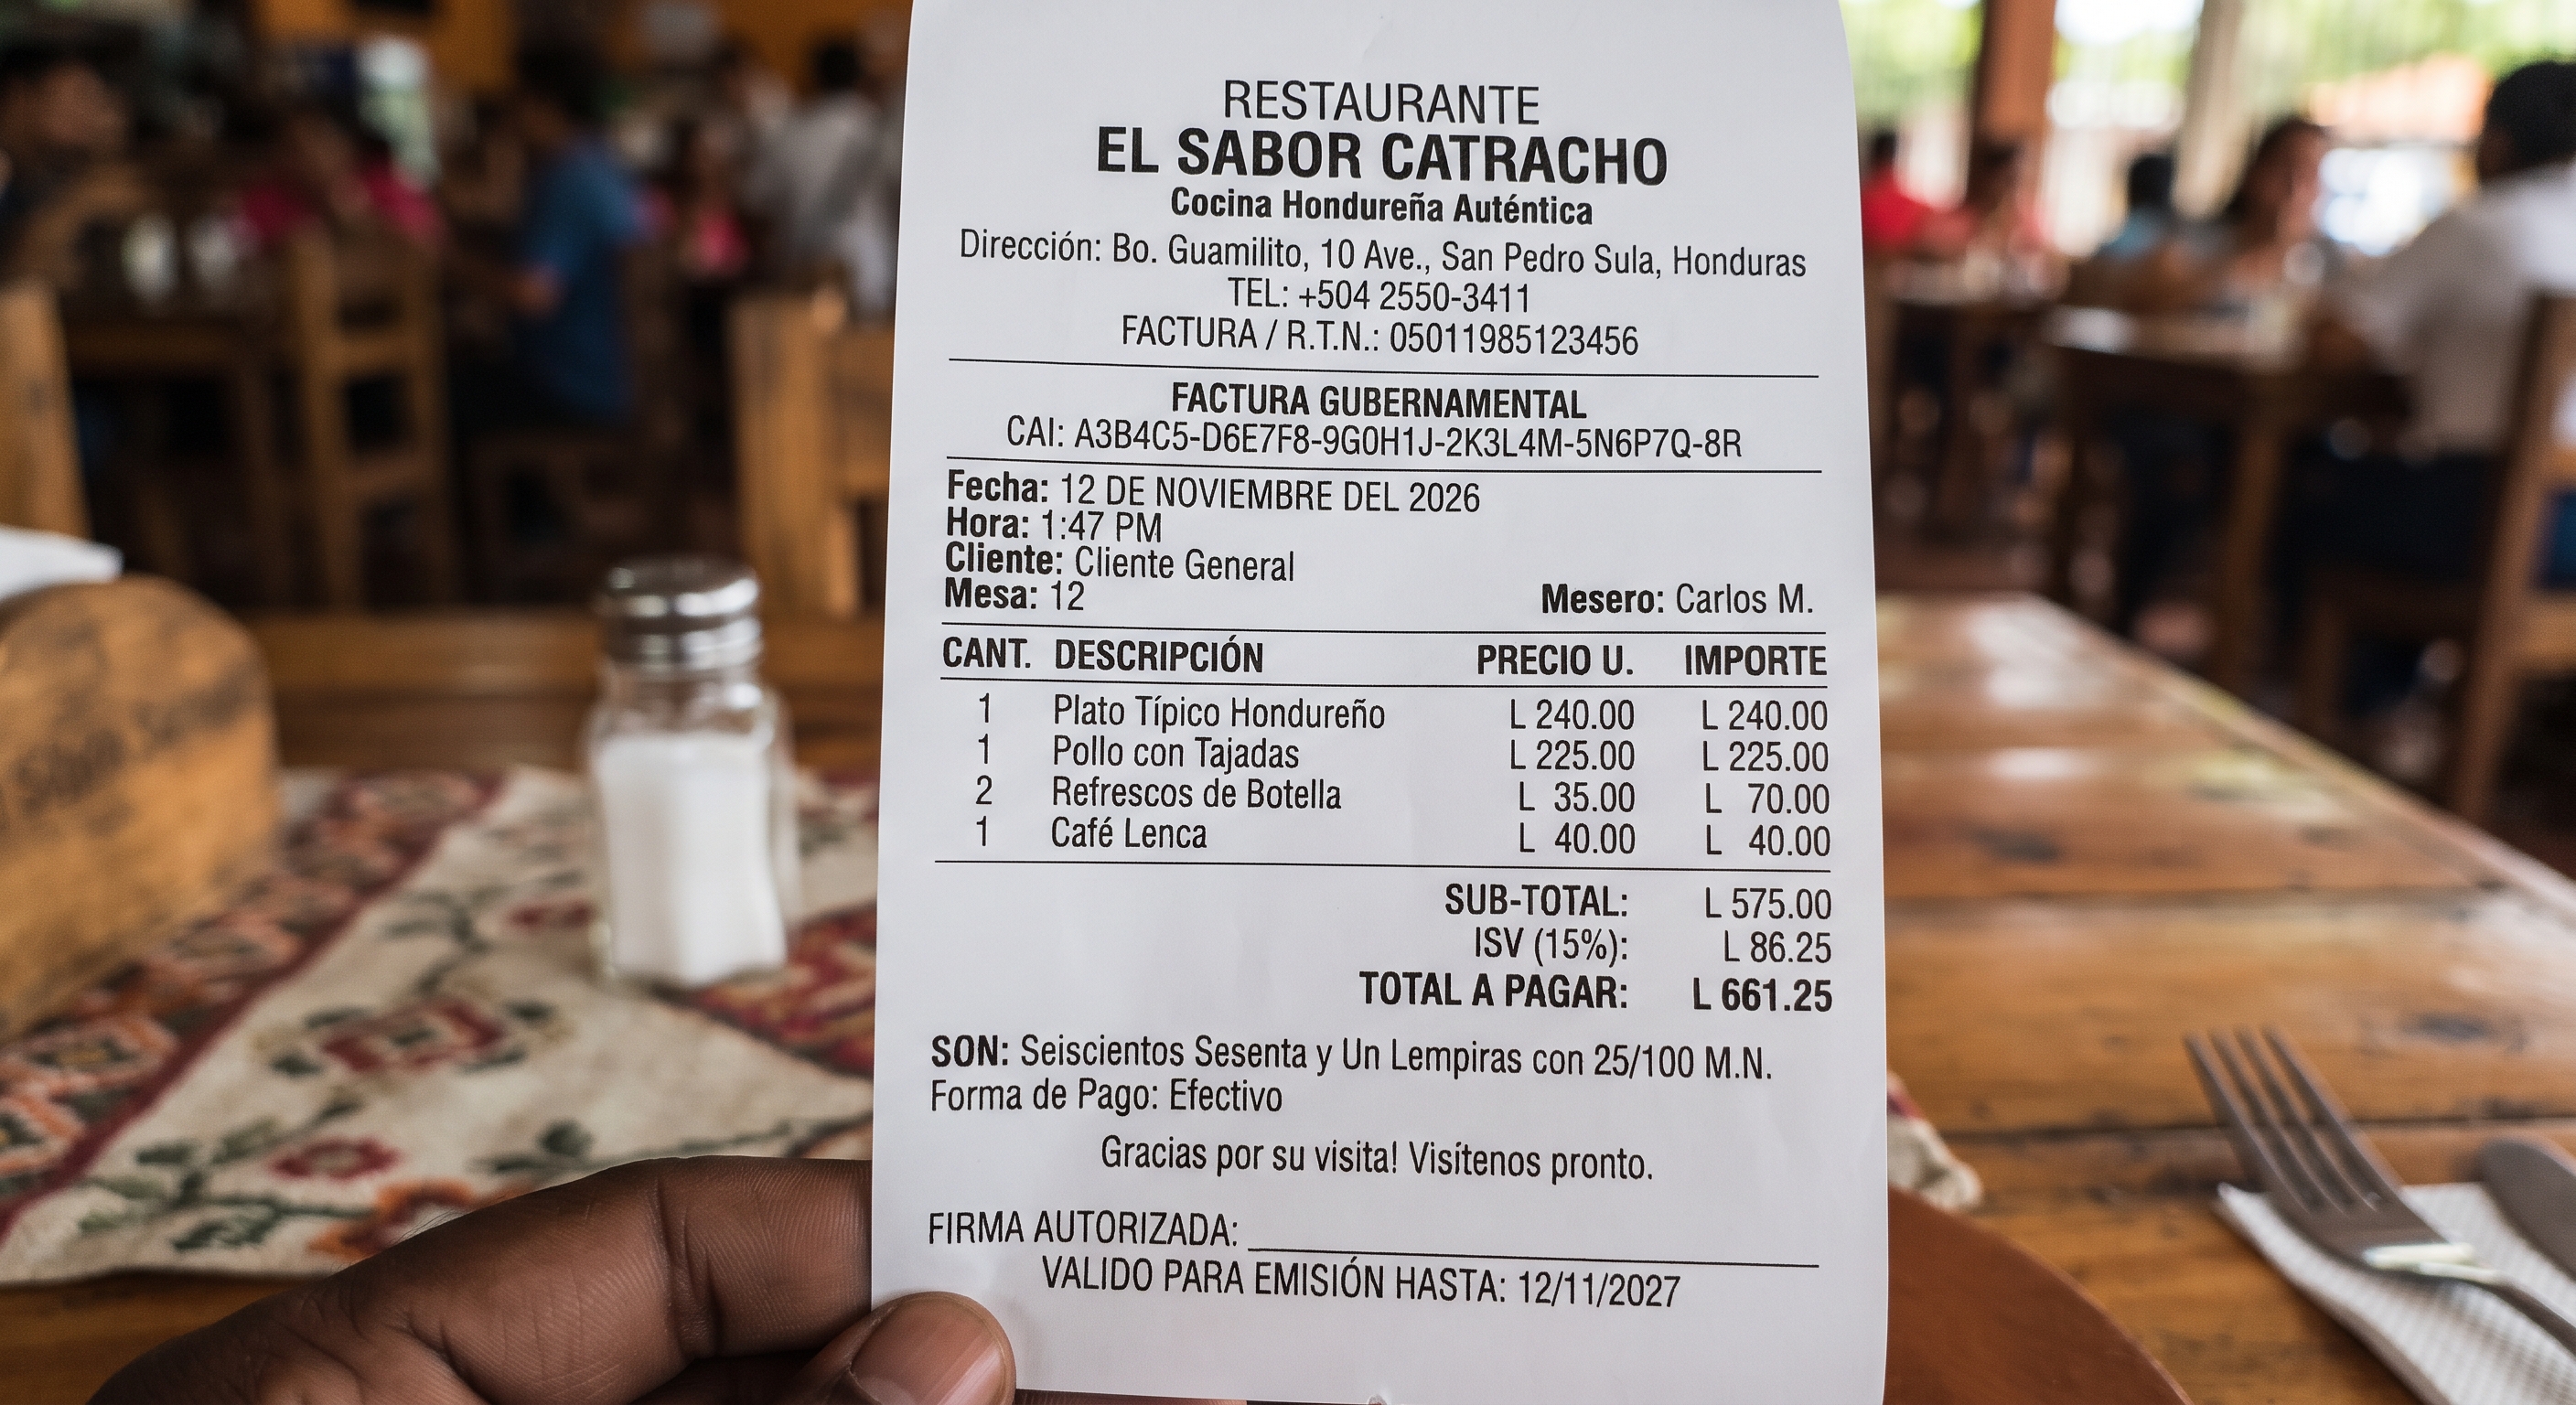 RESTAURANTE
EL SABOR CATRACHO
Cocina Hondureña Auténtica
Dirección: Bo. Guamilito, 10 Ave., San Pedro Sula, Honduras
TEL: +504 2550-3411
FACTURA / R.T.N.: 05011985123456
FACTURA GUBERNAMENTAL
CAI: A3B4C5-D6E7F8-9G0H1J-2K3L4M-5N6P7Q-8R
Fecha: 12 DE NOVIEMBRE DEL 2026
Hora: 1:47 PM
Cliente: Cliente General
Mesa: 12 Mesero: Carlos M.
CANT. DESCRIPCIÓN PRECIO U. IMPORTE
1 Plato Típico Hondureño L 240.00 L 240.00
1 Pollo con Tajadas L 225.00 L 225.00
2 Refrescos de Botella L 35.00 L 70.00
1 Café Lenca L 40.00 L 40.00
SUB-TOTAL: L 575.00
ISV (15%): L 86.25
TOTAL A PAGAR: L 661.25
SON: Seiscientos Sesenta y Un Lempiras con 25/100 M.N.
Forma de Pago: Efectivo
Gracias por su visita! Visítenos pronto.
FIRMA AUTORIZADA:
VALIDO PARA EMISIÓN HASTA: 12/11/2027